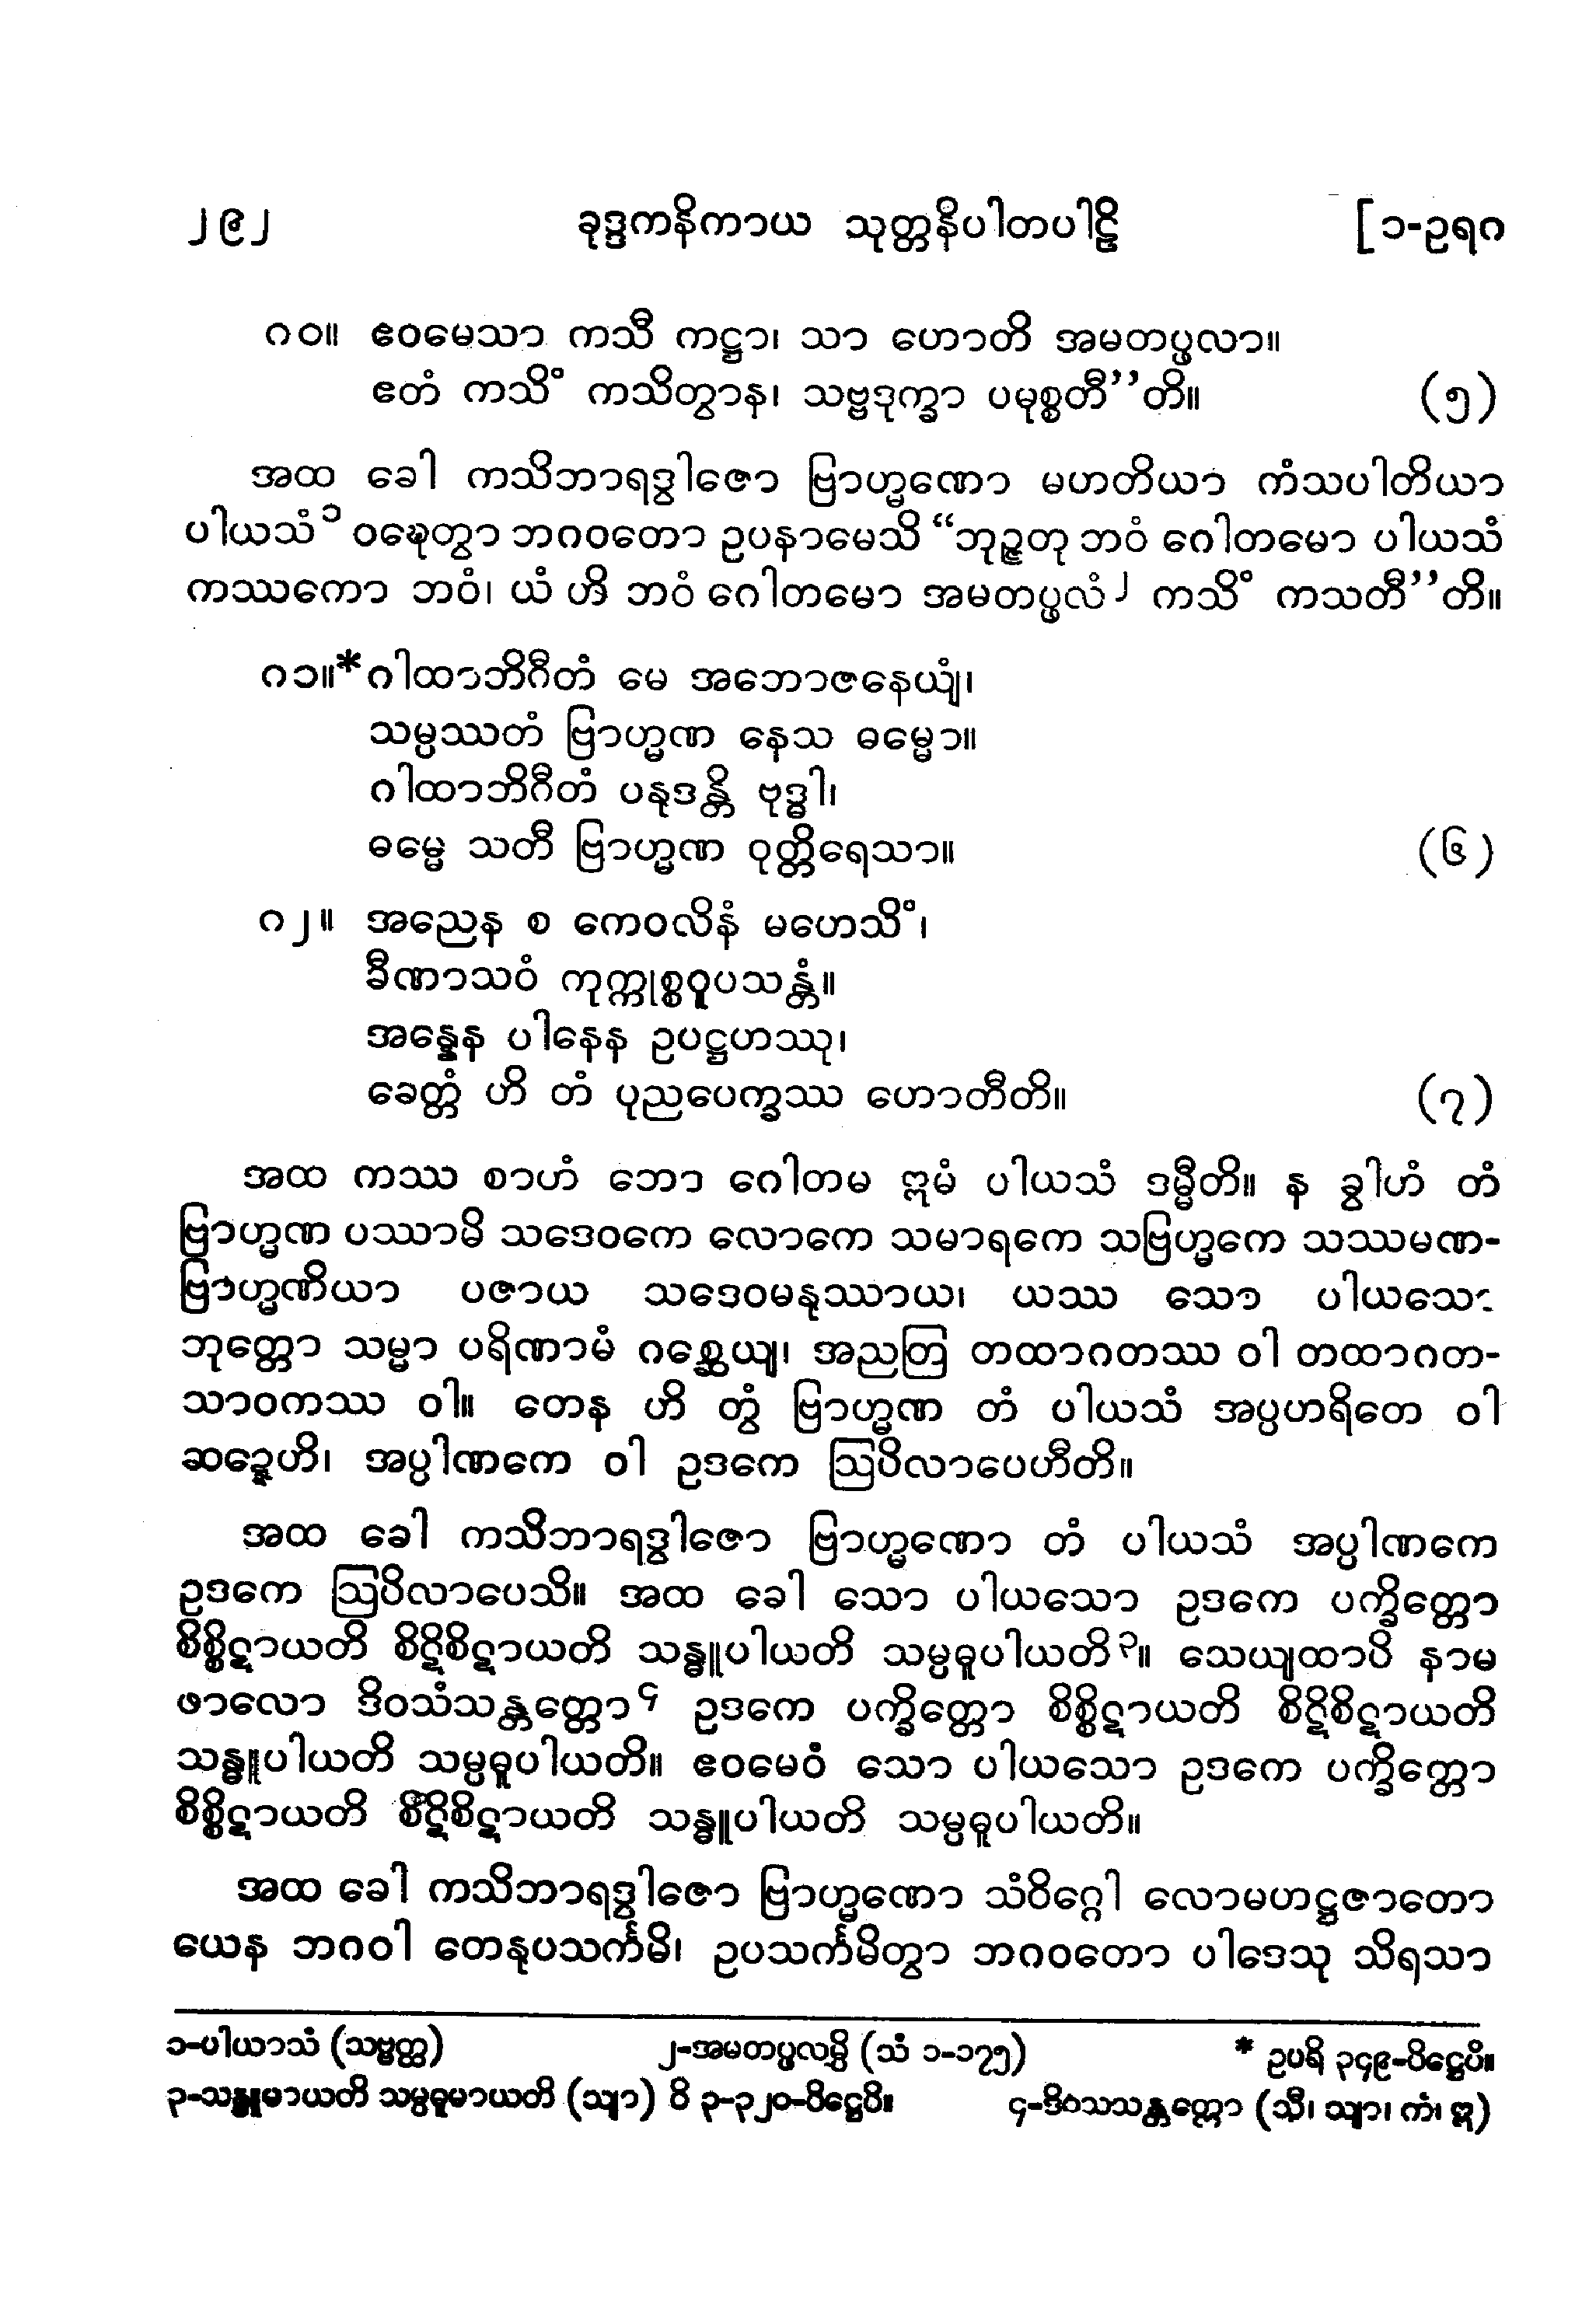 ၂၉၂ ခုဒ္ဒကနိကာယ သုတ္တနိပါတပါဠိ [၁-ဥရဂ
၈၀။ ဧဝမေသာ ကသီ ကဋ္ဌာ၊ သာ ဟောတိ အမတပ္ဖလာ။
ဧတံ ကသိံ ကသိတွာန၊ သဗ္ဗဒုက္ခာ ပမုစ္စတီ’’တိ။ (၅)
အထ ခေါ ကသိဘာရဒွါဇော ဗြာဟ္မဏော မဟတိယာ ကံသပါတိယာ
ပါယသံ၁ ဝဍ္ဎေတွာ ဘဂဝတော ဥပနာမေသိ “ဘုဉ္ဇတု ဘဝံ ဂေါတမော ပါယသံ
ကဿကော ဘဝံ၊ ယံ ဟိ ဘဝံ ဂေါတမော အမတပ္ဖလံ၂ ကသိံ ကသတီ’’တိ။
၈၁။*ဂါထာဘိဂီတံ မေ အဘောဇနေယျံ၊
သမ္ပဿတံ ဗြာဟ္မဏ နေသ ဓမ္မော။
ဂါထာဘိဂီတံ ပနုဒန္တိ ဗုဒ္ဓါ၊
ဓမ္မေ သတီ ဗြာဟ္မဏ ဝုတ္တိရေသာ။ (၆)
၈၂။ အညေန စ ကေဝလိနံ မဟေသိံ၊
ခီဏာသဝံ ကုက္ကုစ္စဝူပသန္တံ။
အန္နေန ပါနေန ဥပဋ္ဌဟဿု၊
ခေတ္တံ ဟိ တံ ပုညပေက္ခဿ ဟောတီတိ။ (၇)
အထ ကဿ စာဟံ ဘော ဂေါတမ ဣမံ ပါယသံ ဒမ္မီတိ။ န ခွါဟံ တံ
ဗြာဟ္မဏ ပဿာမိ သဒေဝကေ လောကေ သမာရကေ သဗြဟ္မကေ သဿမဏ-
ဗြာဟ္မဏိယာ ပဇာယ သဒေဝမနုဿာယ၊ ယဿ သော ပါယသော
ဘုတ္တော သမ္မာ ပရိဏာမံ ဂစ္ဆေယျ၊ အညတြ တထာဂတဿ ဝါ တထာဂတ-
သာဝကဿ ဝါ။ တေန ဟိ တွံ ဗြာဟ္မဏ တံ ပါယသံ အပ္ပဟရိတေ ဝါ
ဆဍ္ဍေဟိ၊ အပ္ပါဏကေ ဝါ ဥဒကေ ဩပိလာပေဟီတိ။
အထ ခေါ ကသိဘာရဒွါဇော ဗြာဟ္မဏော တံ ပါယသံ အပ္ပါဏကေ
ဥဒကေ ဩပိလာပေသိ။ အထ ခေါ သော ပါယသော ဥဒကေ ပက္ခိတ္တော
စိစ္စိဋာယတိ စိဋိစိဋာယတိ သန္ဓူပါယတိ သမ္ပဓူပါယတိ၃။ သေယျထာပိ နာမ
ဖာလော ဒိဝသံသန္တတ္တော၄ ဥဒကေ ပက္ခိတ္တော စိစ္စိဋာယတိ စိဋိစိဋာယတိ
သန္ဓူပါယတိ သမ္ပဓူပါယတိ။ ဧဝမေဝံ သော ပါယသော ဥဒကေ ပက္ခိတ္တော
စိစ္စိဋာယတိ စိဋိစိဋာယတိ သန္ဓူပါယတိ သမ္ပဓူပါယတိ။
အထ ခေါ ကသိဘာရဒွါဇော ဗြာဟ္မဏော သံဝိဂ္ဂေါ လောမဟဋ္ဌဇာတော
ယေန ဘဂဝါ တေနုပသင်္ကမိ၊ ဥပသင်္ကမိတွာ ဘဂဝတော ပါဒေသု သိရသာ
၁-ပါယာသံ (သဗ္ဗတ္ထ) ၂-အမတပ္ဖလမ္ပိ (သံ ၁-၁၇၅) * ဥပရိ ၃၄၉-ပိဋ္ဌေပိ။
၃-သန္ဓူမာယတိ သမ္ပဓူမာယတိ (သျာ) ဝိ ၃-၃၂၀-ပိဋ္ဌေပိ။ ၄-ဒိဝသသန္တတ္တော (သီ၊ သျာ၊ ကံ၊ ဣ)